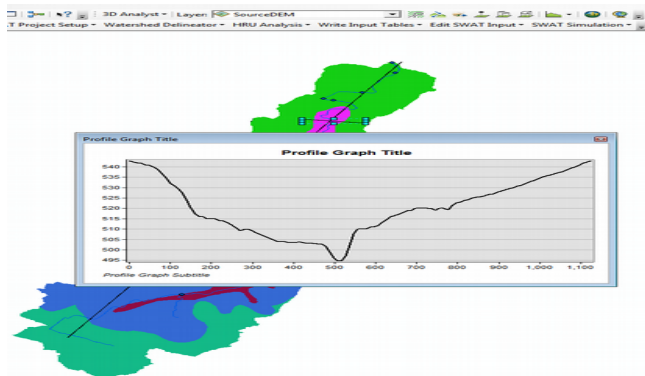 3D Analyst Layer: SourceDEM
T Project Setup Watershed Delineator HRU Analysis Write Input Tables Edit SWAT Input SWAT Simulation
Profile Graph Title
Profile Graph Title
540
535
530
525
520
515
510
505
500
495
0 100 200 300 400 500 600 700 800 900 1,000 1,100
Profile Graph Subtitle